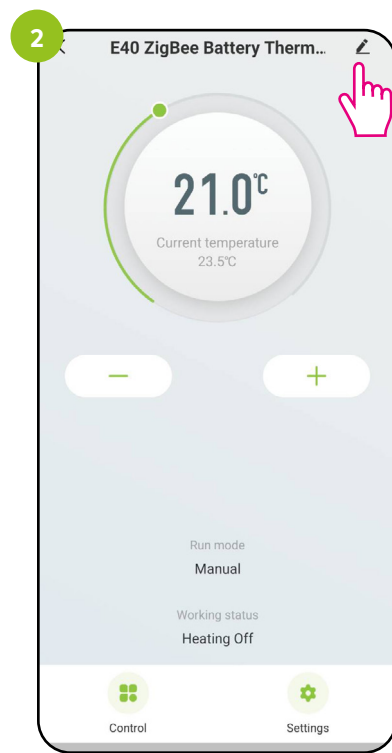 2
E40 ZigBee Battery Therm...
21.0°C
Current temperature
23.5°C
Run mode
Manual
Working status
Heating Off
Control
Settings